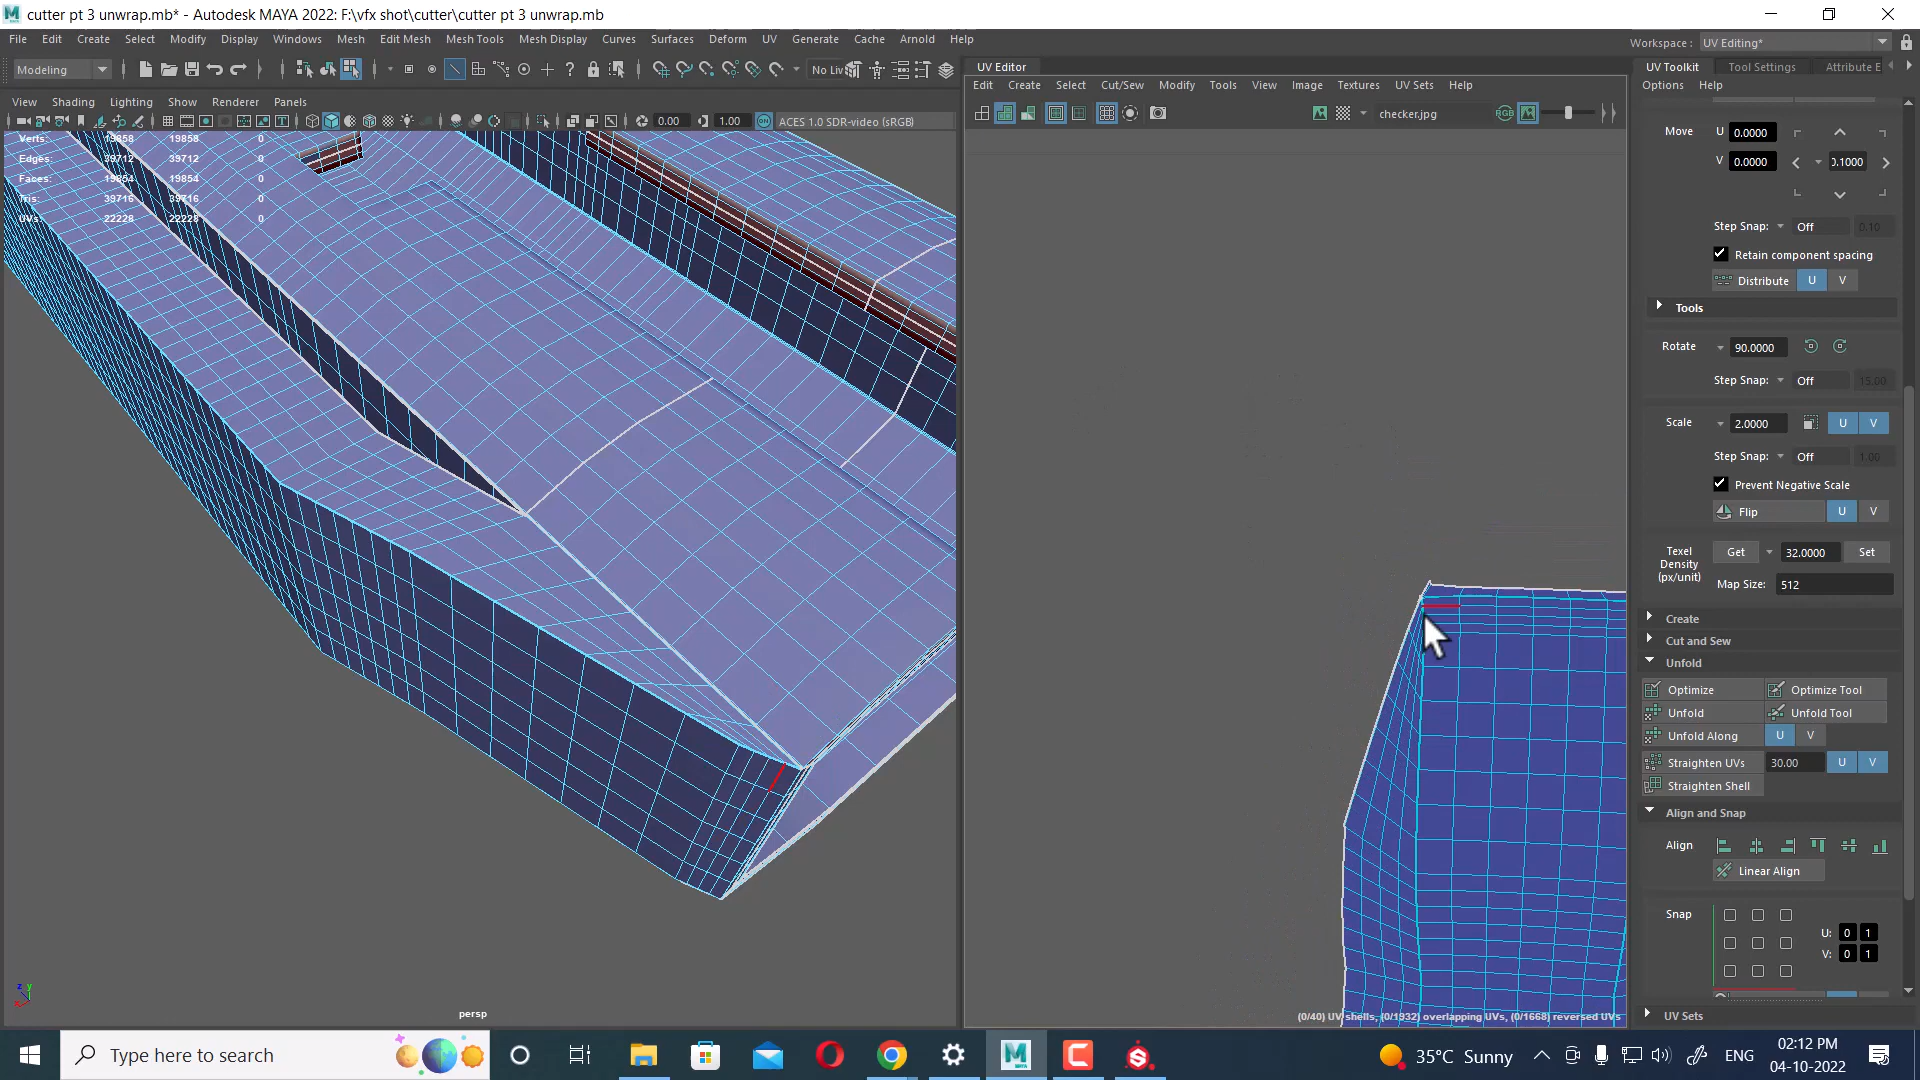 cutter pt 3 unwrap.mb* - Autodesk MAYA 2022: F:\vfx shot\cutter\cutter pt 3 unwrap.mb
File Edit Create Select Modify Display Windows Mesh Edit Mesh Mesh Tools Mesh Display Curves Surfaces Deform UV Generate Cache Arnold Help
Workspace : UV Editing*
Modeling
No Liv
UV Editor
UV Toolkit Tool Settings Attribute E
Edit Create Select Cut/Sew Modify Tools View Image Textures UV Sets Help
Options Help
View Shading Lighting Show Renderer Panels
checker.jpg
0.00 1.00 ACES 1.0 SDR-video (sRGB)
Verts: 19858 19858 0
Edges: 39712 39712 0
Faces: 19854 19854 0
Tris: 39716 39716 0
UVs: 22228 22228 0
Move U 0.0000
V 0.0000 0.1000
Step Snap: Off 0.10
Retain component spacing
Distribute U V
Tools
Rotate 90.0000
Step Snap: Off 15.00
Scale 2.0000 U V
Step Snap: Off 1.00
Prevent Negative Scale
Flip U V
Texel Density (px/unit) Get 32.0000 Set
Map Size: 512
Create
Cut and Sew
Unfold
Optimize Optimize Tool
Unfold Unfold Tool
Unfold Along U V
Straighten UVs 30.00 U V
Straighten Shell
Align and Snap
Align
Linear Align
Snap
U: 0 1
V: 0 1
UV Sets
z y
x
persp
(0/40) UV shells, (0/1932) overlapping UVs, (0/1668) reversed UVs
Type here to search
35°C Sunny
ENG
02:12 PM
04-10-2022